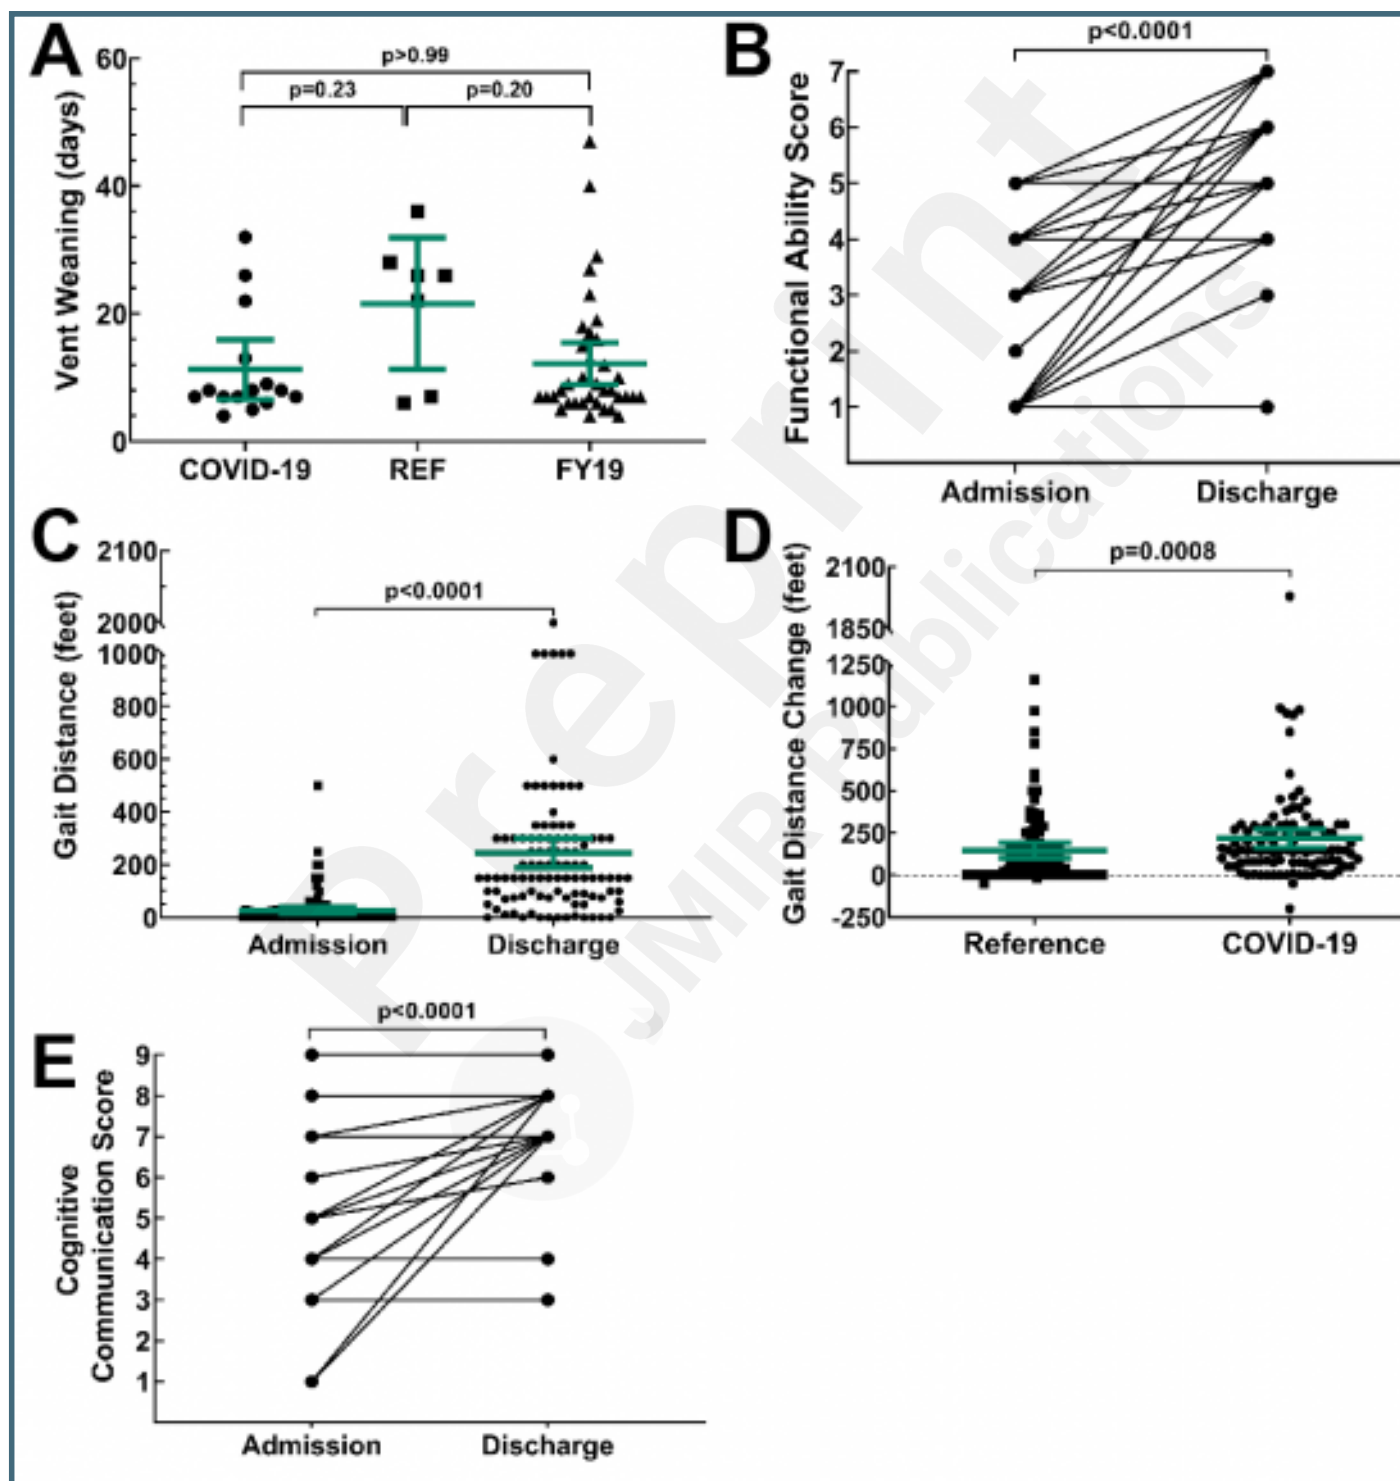 A
Vent Weaning (days)
60
40
20
0
p>0.99
p=0.23
p=0.20
COVID-19
REF
FY19
B
Functional Ability Score
p<0.0001
7
6
5
4
3
2
1
Admission
Discharge
C
Gait Distance (feet)
2100
2000
1000
800
600
400
200
0
p<0.0001
Admission
Discharge
D
Gait Distance Change (feet)
2100
1850
1250
1000
750
500
250
0
-250
p=0.0008
Reference
COVID-19
E
Cognitive
Communication Score
p<0.0001
9
8
7
6
5
4
3
2
1
Admission
Discharge
Preprint
JMIR Publications